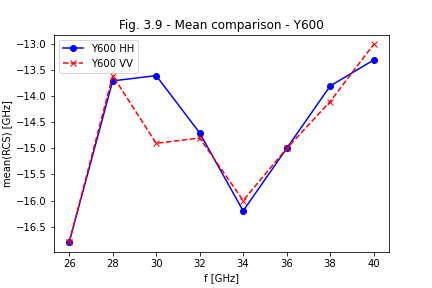 Fig. 3.9 - Mean comparison - Y600
Y600 HH
Y600 VV
mean(RCS) [GHz]
−13.0
−13.5
−14.0
−14.5
−15.0
−15.5
−16.0
−16.5
26 28 30 32 34 36 38 40
f [GHz]